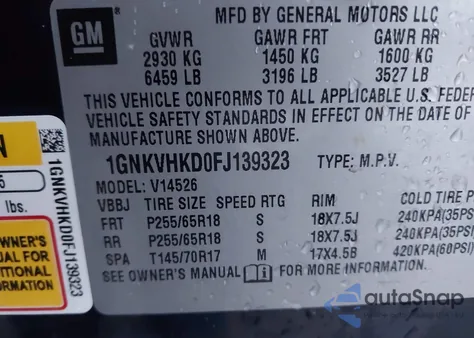 GM
MFD BY GENERAL MOTORS LLC
GVWR GAWR FRT GAWR RR
2930 KG 1450 KG 1600 KG
6459 LB 3196 LB 3527 LB
THIS VEHICLE CONFORMS TO ALL APPLICABLE U.S. FEDER
VEHICLE SAFETY STANDARDS IN EFFECT ON THE DATE OF
MANUFACTURE SHOWN ABOVE.
1GNKVHKD0FJ139323 TYPE: M.P.V.
MODEL: V14526
VBBJ TIRE SIZE SPEED RTG RIM COLD TIRE P
FRT P255/65R18 S 18X7.5J 240KPA(35PS
RR P255/65R18 S 18X7.5J 240KPA(35PS
SPA T145/70R17 M 17X4.5B 420KPA(60PSI
SEE OWNER'S MANUAL i FOR MORE INFORMATION.
N
5
lbs.
OWNER'S
MANUAL
1GNKVHKD0FJ139323
autoSnap